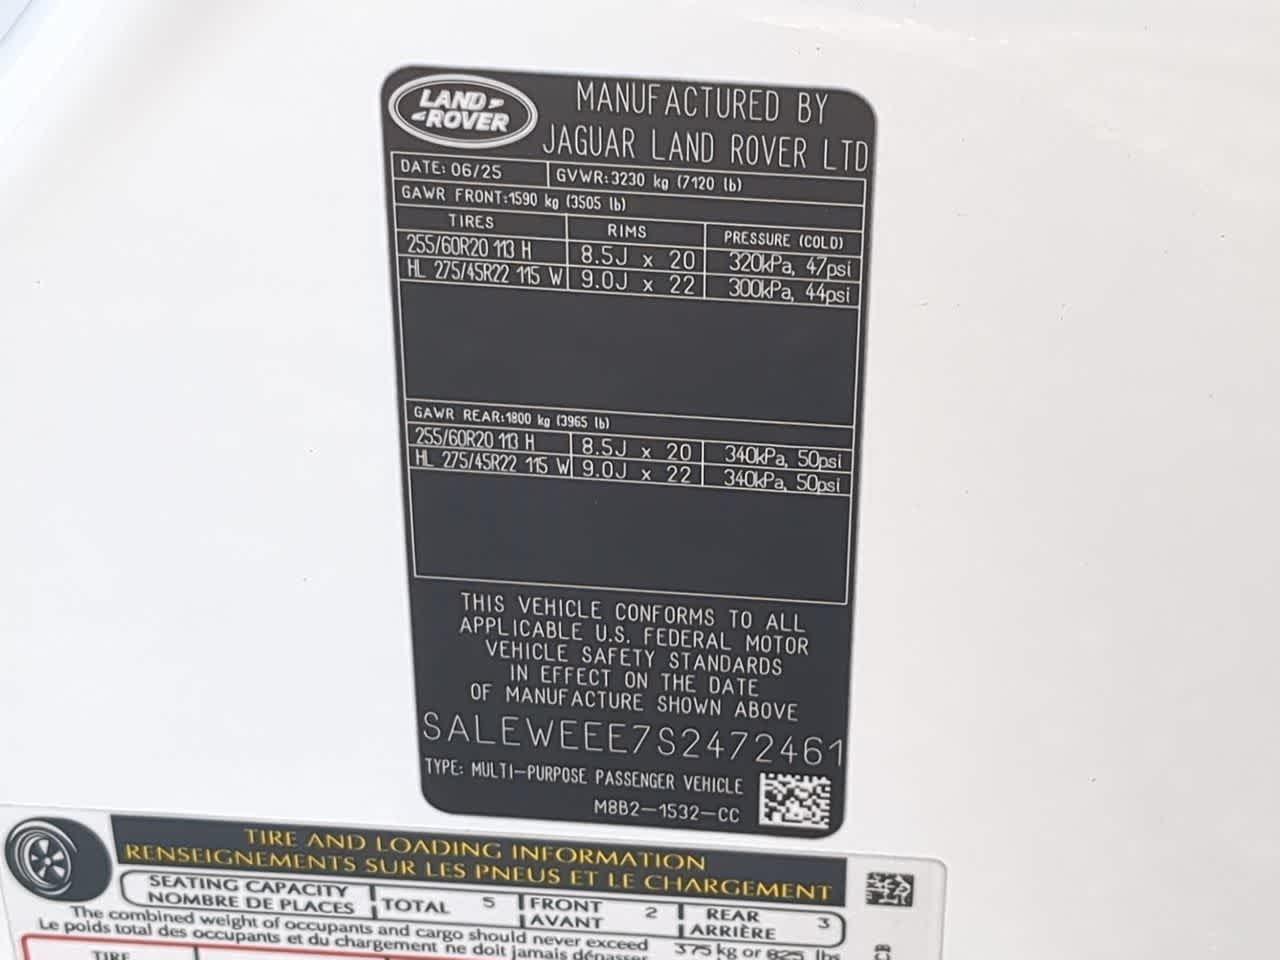 LAND ROVER
MANUFACTURED BY
JAGUAR LAND ROVER LTD
DATE: 06/25 GVWR: 3230 kg (7120 lb)
GAWR FRONT: 1590 kg (3505 lb)
TIRES RIMS PRESSURE (COLD)
255/60R20 113 H 8.5J x 20 320kPa, 47psi
HL 275/45R22 115 W 9.0J x 22 300kPa, 44psi
GAWR REAR: 1800 kg (3965 lb)
255/60R20 113 H 8.5J x 20 340kPa, 50psi
HL 275/45R22 115 W 9.0J x 22 340kPa, 50psi
THIS VEHICLE CONFORMS TO ALL
APPLICABLE U.S. FEDERAL MOTOR
VEHICLE SAFETY STANDARDS
IN EFFECT ON THE DATE
OF MANUFACTURE SHOWN ABOVE
SALEWEEE7S2472461
TYPE: MULTI-PURPOSE PASSENGER VEHICLE
M8B2-1532-CC
TIRE AND LOADING INFORMATION
RENSEIGNEMENTS SUR LES PNEUS ET LE CHARGEMENT
SEATING CAPACITY
NOMBRE DE PLACES
TOTAL 5
FRONT
AVANT
2
REAR
ARRIÈRE
3
The combined weight of occupants and cargo should never exceed
Le poids total des occupants et du chargement ne doit jamais dépasser
375 kg or 825 lbs
TIRE